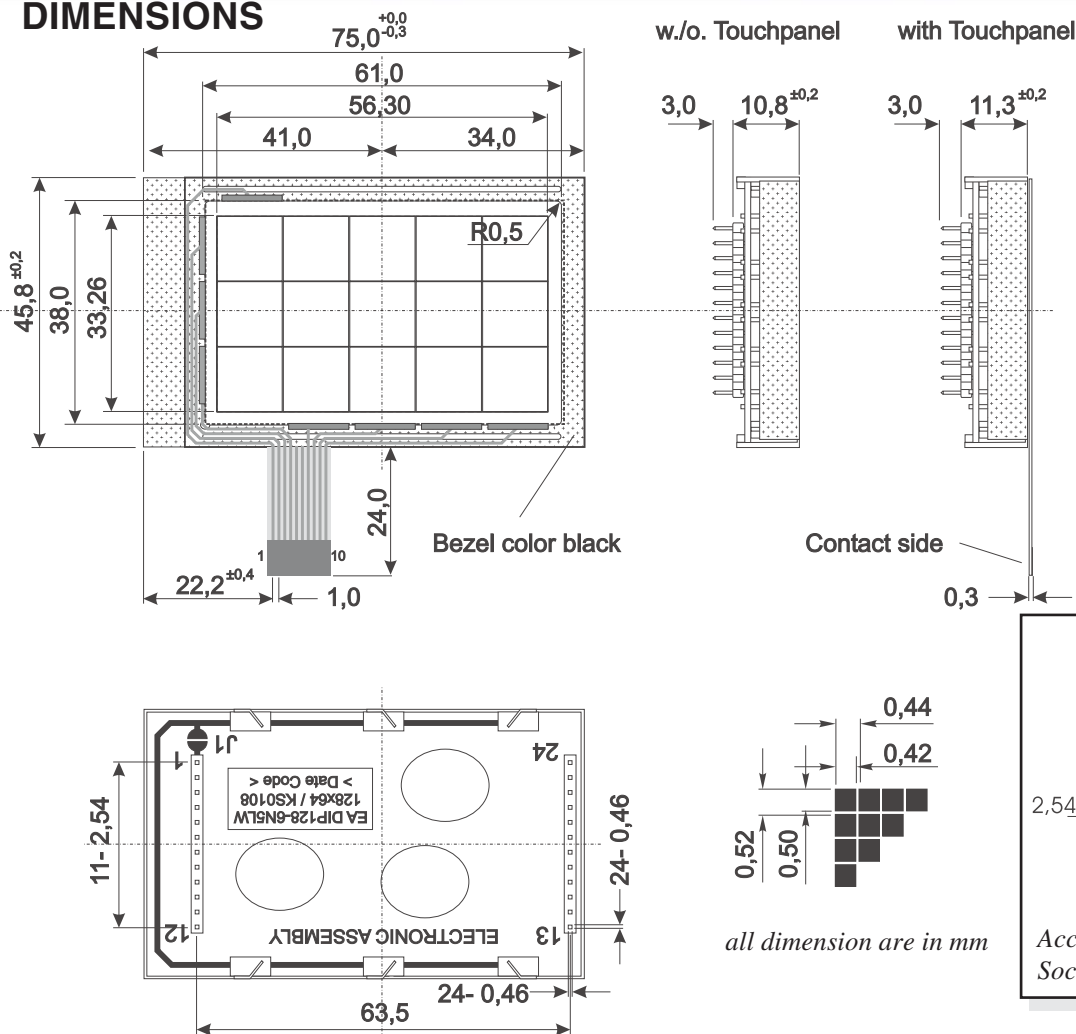 DIMENSIONS
75,0 +0,0 -0,3
61,0
56,30
41,0
34,0
w./o. Touchpanel
with Touchpanel
3,0
10,8 ±0,2
3,0
11,3 ±0,2
R0,5
45,8 ±0,2
38,0
33,26
24,0
1
10
Bezel color black
Contact side
22,2 ±0,4
1,0
0,3
J1
1
24
EA DIP128-6N5LW
128x64 / KS0108
> Date Code <
11- 2,54
24- 0,46
12
13
ELECTRONIC ASSEMBLY
24- 0,46
63,5
0,44
0,42
0,52
0,50
all dimension are in mm
2,54
Acc
Soc